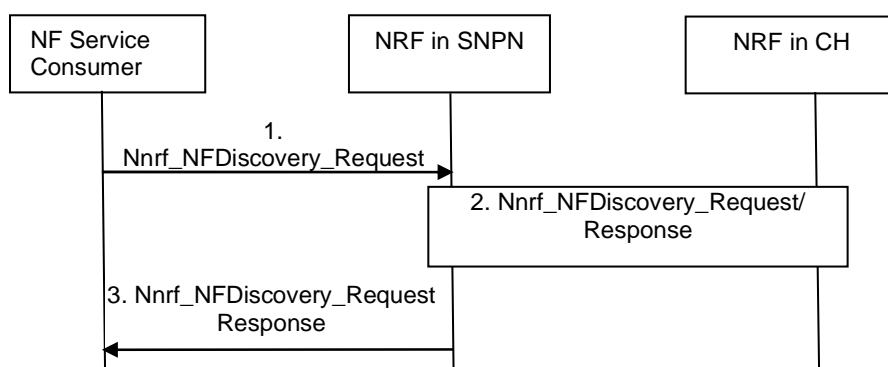 NF Service
Consumer
NRF in SNPN
NRF in CH
1.
Nnrf_NFDiscovery_Request
2. Nnrf_NFDiscovery_Request/
Response
3. Nnrf_NFDiscovery_Request
Response